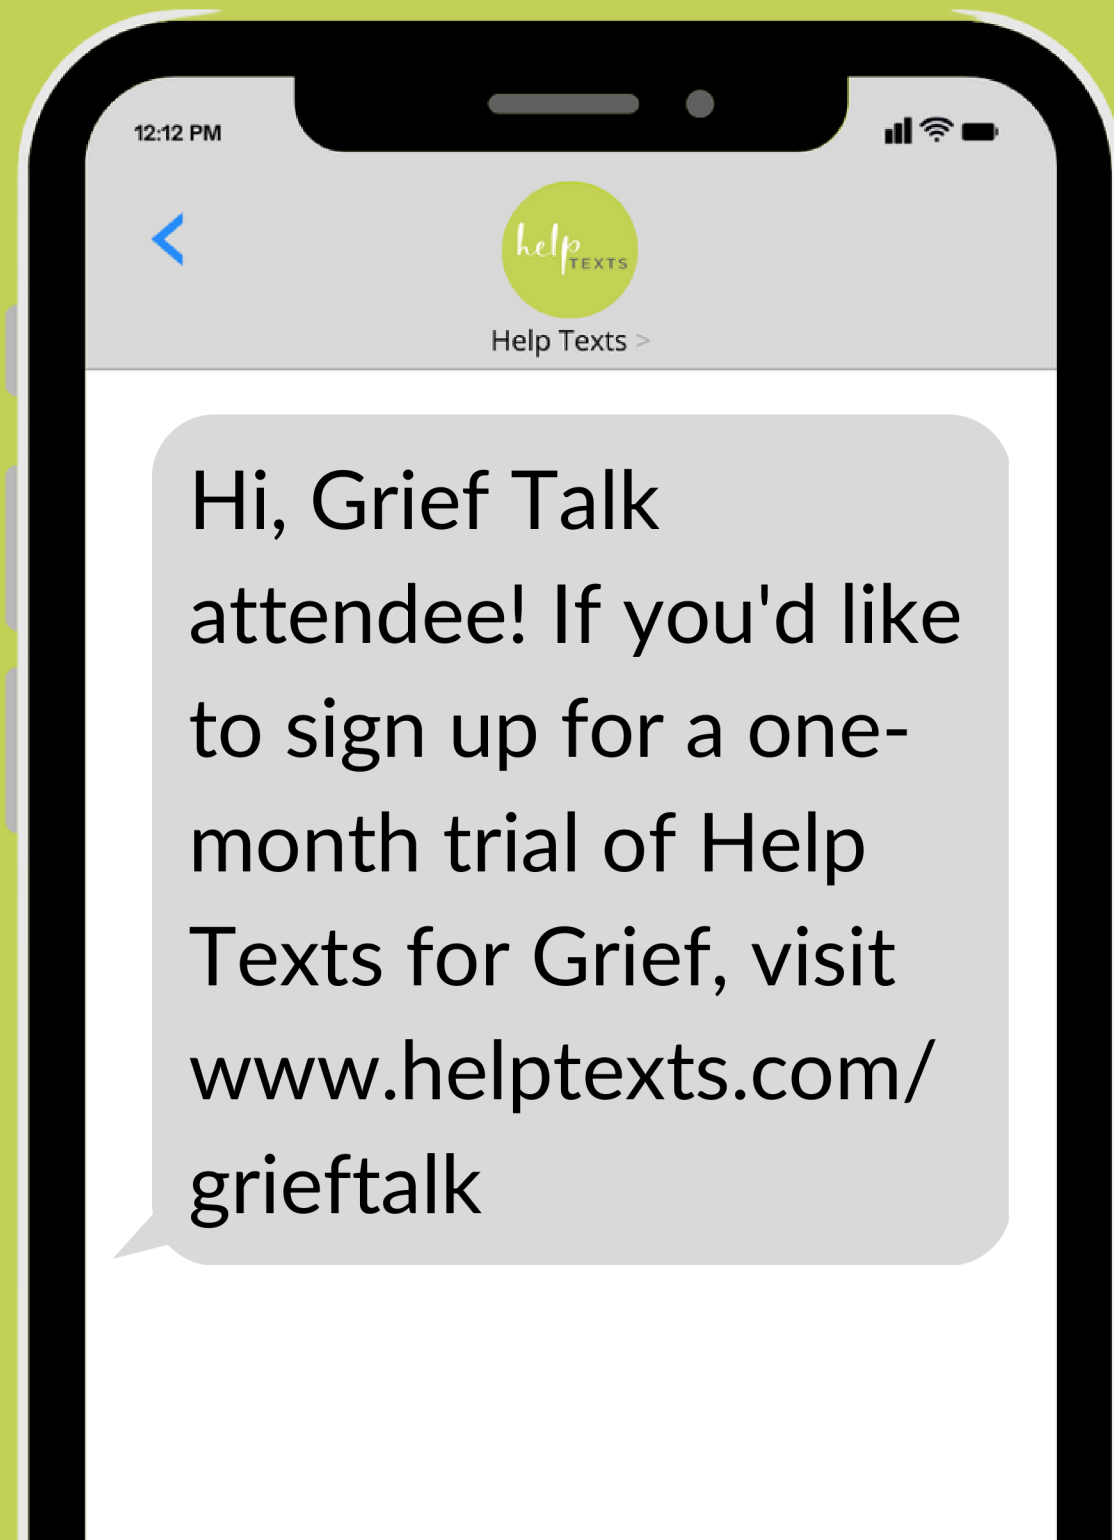 12:12 PM
help
TEXTS
Help Texts >
Hi, Grief Talk
attendee! If you'd like
to sign up for a one-
month trial of Help
Texts for Grief, visit
www.helptexts.com/
grieftalk